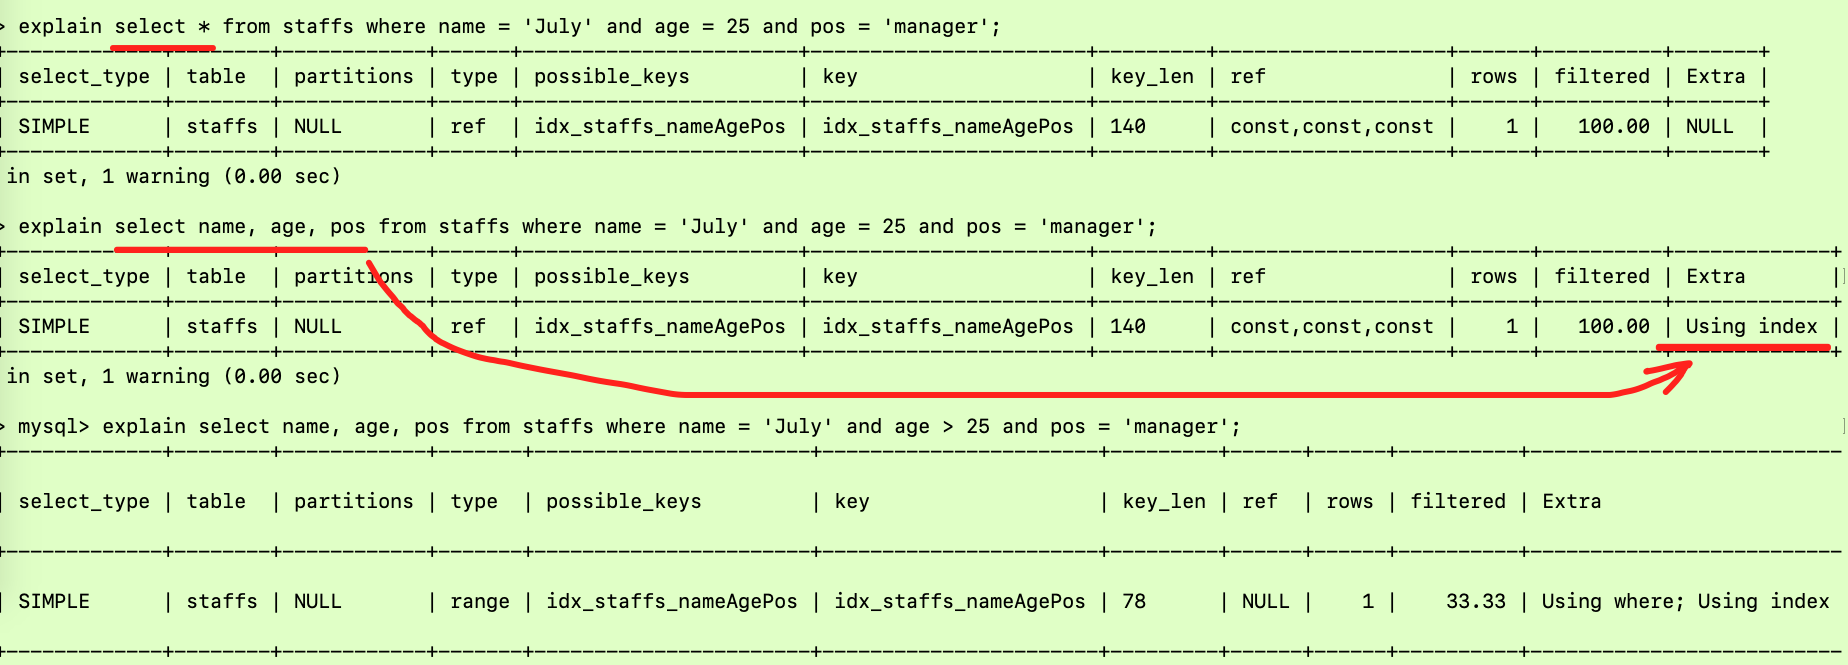 > explain select * from staffs where name = 'July' and age = 25 and pos = 'manager';
| select_type | table | partitions | type | possible_keys | key | key_len | ref | rows | filtered | Extra |
| SIMPLE | staffs | NULL | ref | idx_staffs_nameAgePos | idx_staffs_nameAgePos | 140 | const,const,const | 1 | 100.00 | NULL |
in set, 1 warning (0.00 sec)
> explain select name, age, pos from staffs where name = 'July' and age = 25 and pos = 'manager';
| select_type | table | partitions | type | possible_keys | key | key_len | ref | rows | filtered | Extra |
| SIMPLE | staffs | NULL | ref | idx_staffs_nameAgePos | idx_staffs_nameAgePos | 140 | const,const,const | 1 | 100.00 | Using index |
in set, 1 warning (0.00 sec)
> mysql> explain select name, age, pos from staffs where name = 'July' and age > 25 and pos = 'manager';
| select_type | table | partitions | type | possible_keys | key | key_len | ref | rows | filtered | Extra
| SIMPLE | staffs | NULL | range | idx_staffs_nameAgePos | idx_staffs_nameAgePos | 78 | NULL | 1 | 33.33 | Using where; Using index